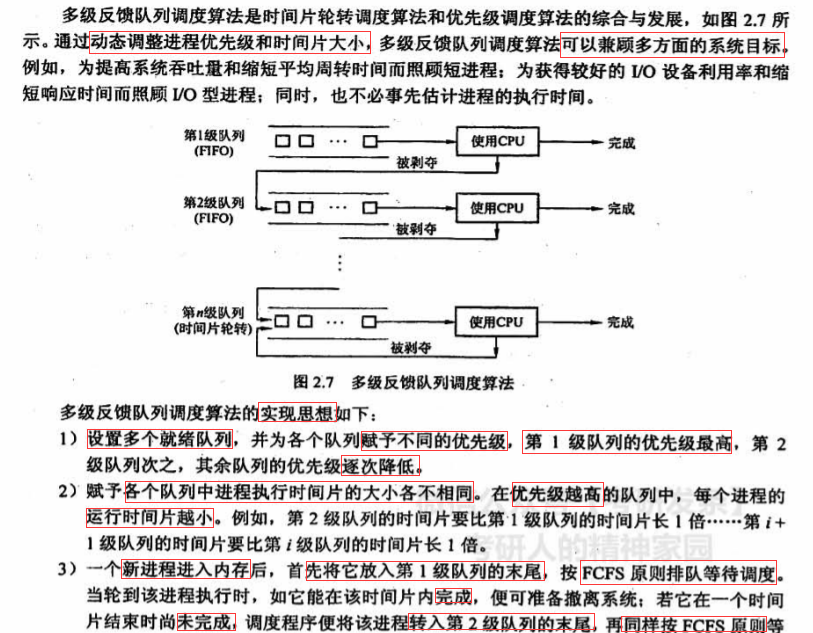 多级反馈队列调度算法是时间片轮转调度算法和优先级调度算法的综合与发展，如图 2.7 所
示。通过动态调整进程优先级和时间片大小，多级反馈队列调度算法可以兼顾多方面的系统目标。
例如，为提高系统吞吐量和缩短平均周转时间而照顾短进程；为获得较好的 I/O 设备利用率和缩
短响应时间而照顾 I/O 型进程；同时，也不必事先估计进程的执行时间。
第1级队列
(FIFO)
…
使用CPU
完成
被剥夺
第2级队列
(FIFO)
…
使用CPU
完成
被剥夺
⋮
第n级队列
(时间片轮转)
…
使用CPU
完成
被剥夺
图 2.7 多级反馈队列调度算法
多级反馈队列调度算法的实现思想如下：
1）设置多个就绪队列，并为各个队列赋予不同的优先级，第 1 级队列的优先级最高，第 2
级队列次之，其余队列的优先级逐次降低。
2）赋予各个队列中进程执行时间片的大小各不相同。在优先级越高的队列中，每个进程的
运行时间片越小。例如，第 2 级队列的时间片要比第 1 级队列的时间片长 1 倍……第 i +
1 级队列的时间片要比第 i 级队列的时间片长 1 倍。
考研人的精神家园
3）一个新进程进入内存后，首先将它放入第 1 级队列的末尾，按 FCFS 原则排队等待调度。
当轮到该进程执行时，如它能在该时间片内完成，便可准备撤离系统；若它在一个时间
片结束时尚未完成，调度程序便将该进程转入第 2 级队列的末尾，再同样按 FCFS 原则等